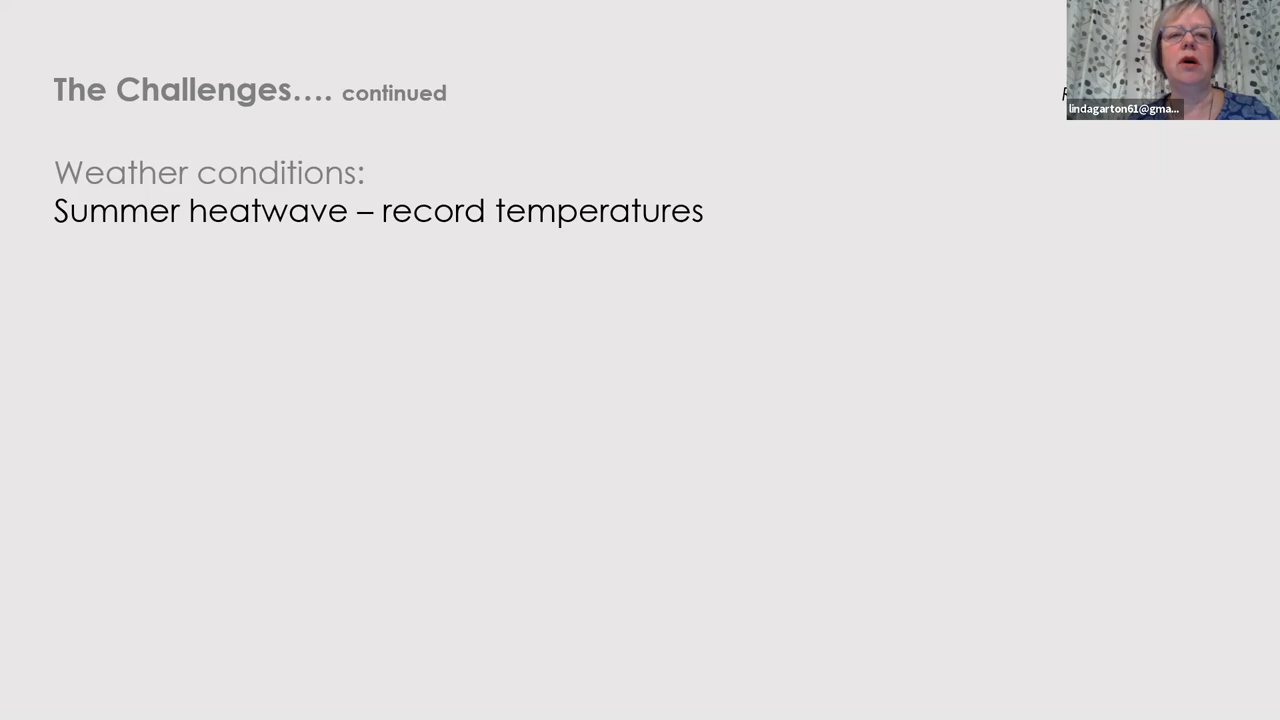 The Challenges…. continued
lindagarton61@gma...
Weather conditions:
Summer heatwave – record temperatures